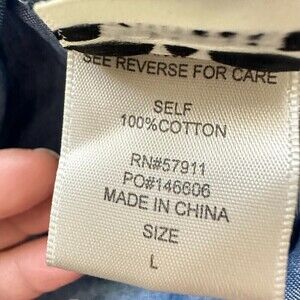 SEE REVERSE FOR CARE
SELF
100%COTTON
RN#57911
PO#146606
MADE IN CHINA
SIZE
L